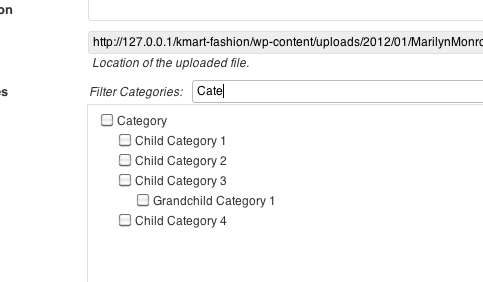 on
http://127.0.0.1/kmart-fashion/wp-content/uploads/2012/01/MarilynMonro
Location of the uploaded file.
es
Filter Categories: Cate
Category
Child Category 1
Child Category 2
Child Category 3
Grandchild Category 1
Child Category 4